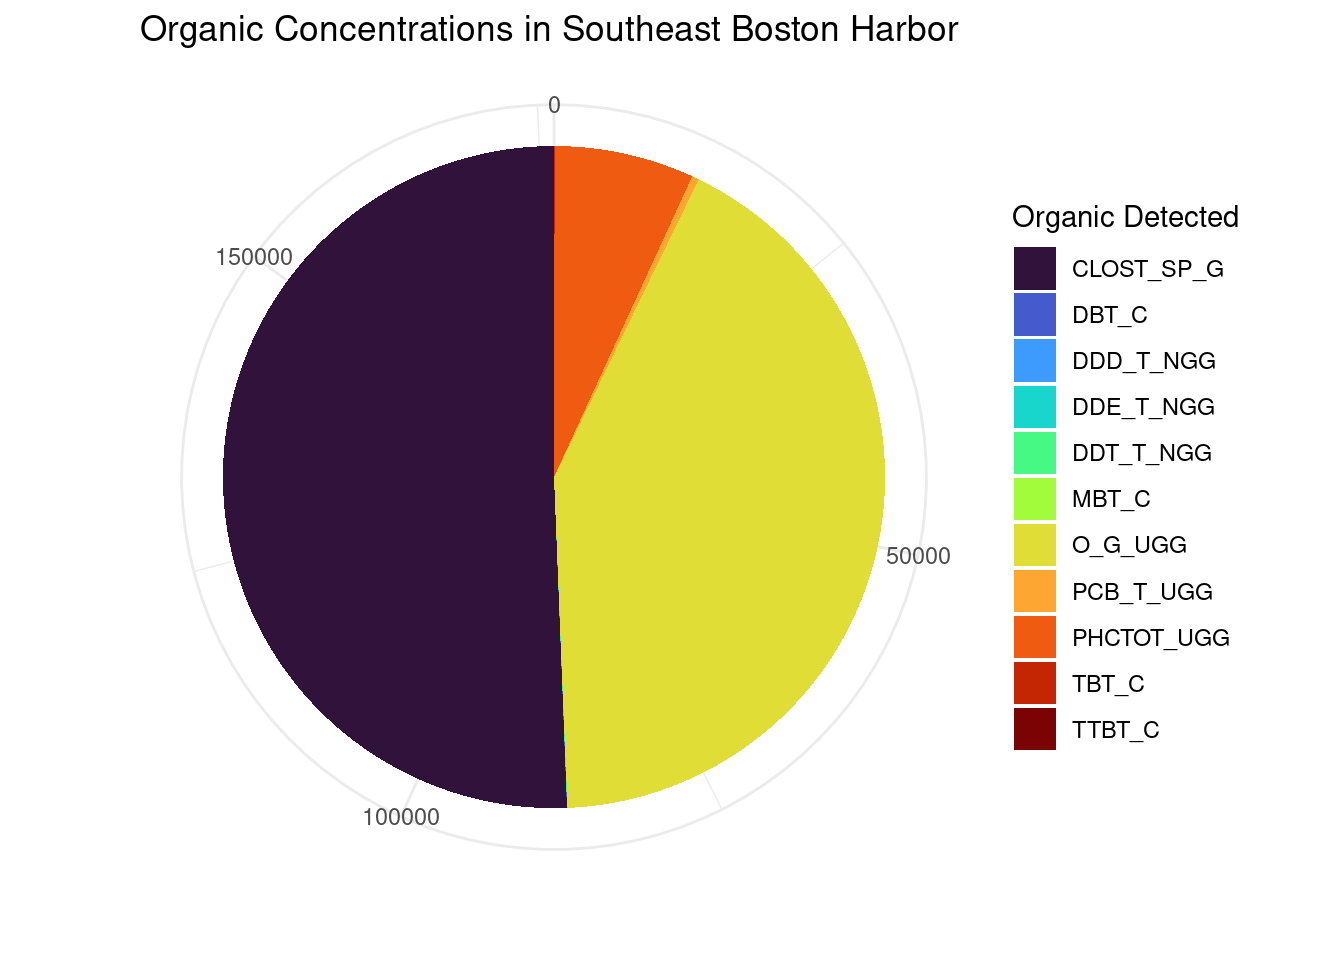 Organic Concentrations in Southeast Boston Harbor
0
150000
50000
100000
Organic Detected
CLOST_SP_G
DBT_C
DDD_T_NGG
DDE_T_NGG
DDT_T_NGG
MBT_C
O_G_UGG
PCB_T_UGG
PHCTOT_UGG
TBT_C
TTBT_C